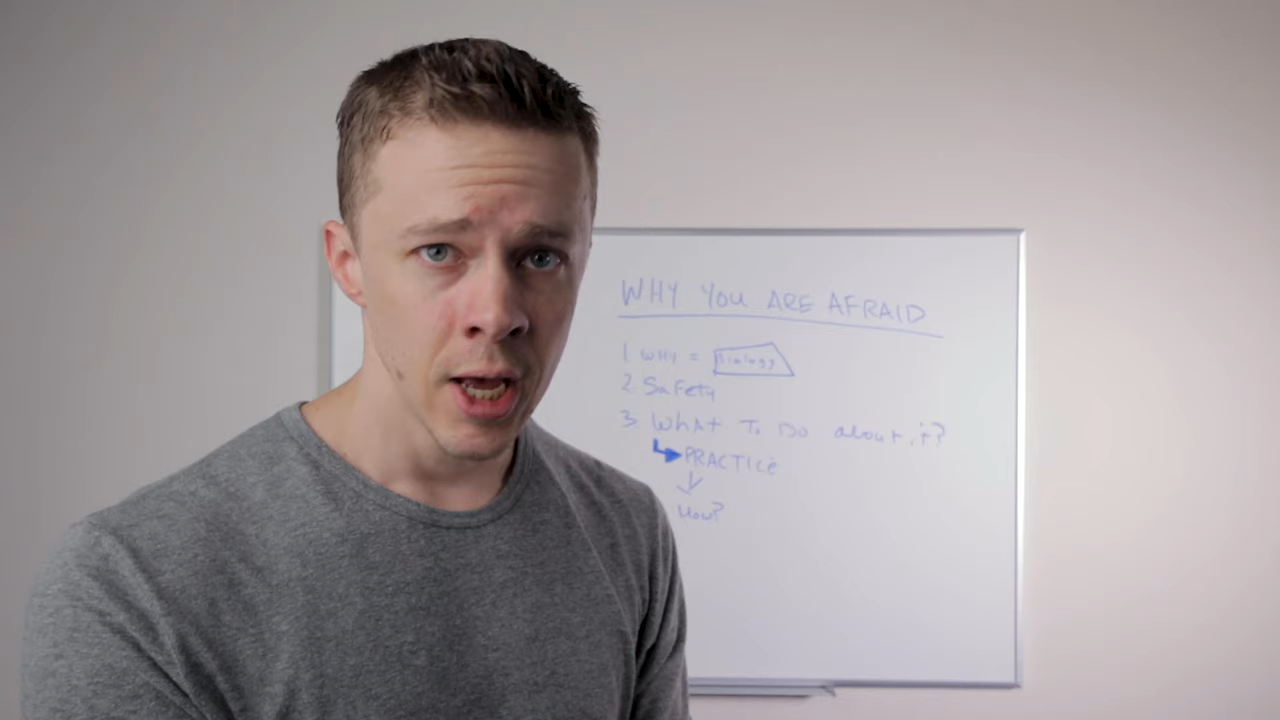 WHY YOU ARE AFRAID
1 WHY = Biology
2 Safety
3 WhAT To Do about it?
PRACTICe
How?